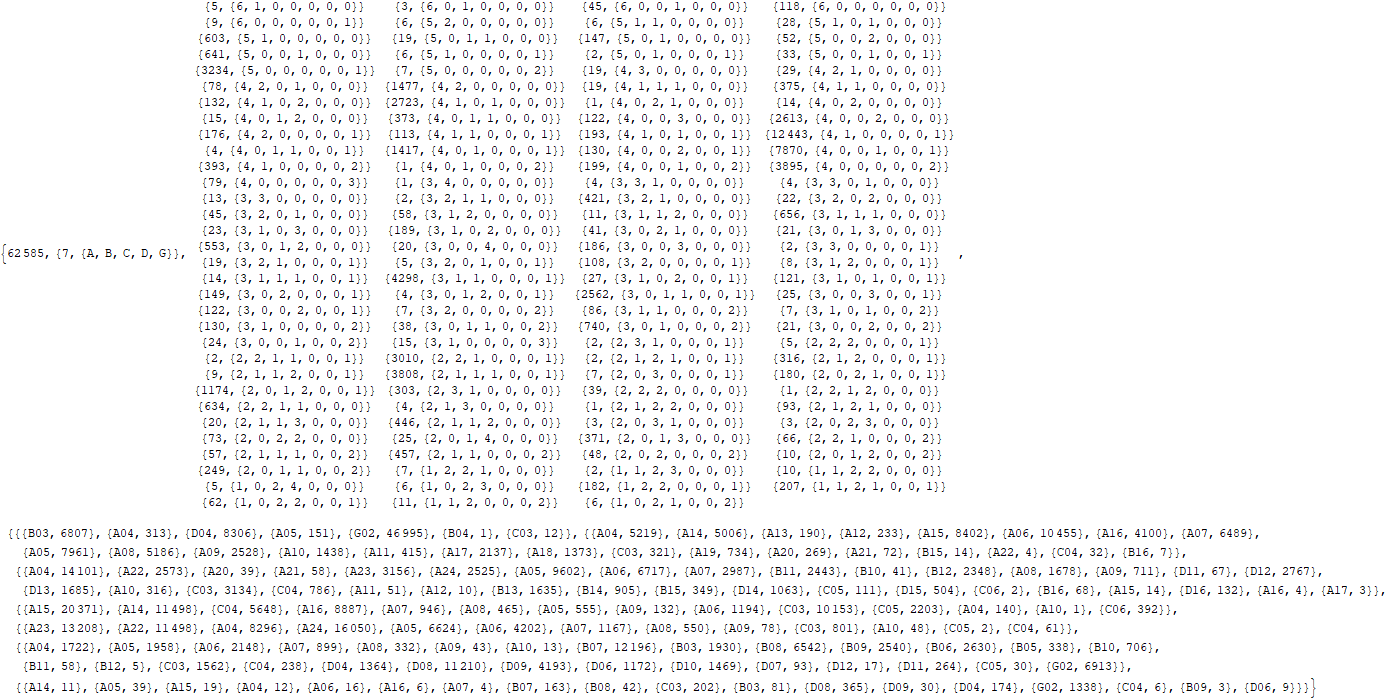 {5, {6, 1, 0, 0, 0, 0, 0}} {3, {6, 0, 1, 0, 0, 0, 0}} {45, {6, 0, 0, 1, 0, 0, 0}} {118, {6, 0, 0, 0, 0, 0, 0}}
{9, {6, 0, 0, 0, 0, 0, 1}} {6, {5, 2, 0, 0, 0, 0, 0}} {6, {5, 1, 1, 0, 0, 0, 0}} {28, {5, 1, 0, 1, 0, 0, 0}}
{603, {5, 1, 0, 0, 0, 0, 0}} {19, {5, 0, 1, 1, 0, 0, 0}} {147, {5, 0, 1, 0, 0, 0, 0}} {52, {5, 0, 0, 2, 0, 0, 0}}
{641, {5, 0, 0, 1, 0, 0, 0}} {6, {5, 1, 0, 0, 0, 0, 1}} {2, {5, 0, 1, 0, 0, 0, 1}} {33, {5, 0, 0, 1, 0, 0, 1}}
{3234, {5, 0, 0, 0, 0, 0, 1}} {7, {5, 0, 0, 0, 0, 0, 2}} {19, {4, 3, 0, 0, 0, 0, 0}} {29, {4, 2, 1, 0, 0, 0, 0}}
{78, {4, 2, 0, 1, 0, 0, 0}} {1477, {4, 2, 0, 0, 0, 0, 0}} {19, {4, 1, 1, 1, 0, 0, 0}} {375, {4, 1, 1, 0, 0, 0, 0}}
{132, {4, 1, 0, 2, 0, 0, 0}} {2723, {4, 1, 0, 1, 0, 0, 0}} {1, {4, 0, 2, 1, 0, 0, 0}} {14, {4, 0, 2, 0, 0, 0, 0}}
{15, {4, 0, 1, 2, 0, 0, 0}} {373, {4, 0, 1, 1, 0, 0, 0}} {122, {4, 0, 0, 3, 0, 0, 0}} {2613, {4, 0, 0, 2, 0, 0, 0}}
{176, {4, 2, 0, 0, 0, 0, 1}} {113, {4, 1, 1, 0, 0, 0, 1}} {193, {4, 1, 0, 1, 0, 0, 1}} {12 443, {4, 1, 0, 0, 0, 0, 1}}
{4, {4, 0, 1, 1, 0, 0, 1}} {1417, {4, 0, 1, 0, 0, 0, 1}} {130, {4, 0, 0, 2, 0, 0, 1}} {7870, {4, 0, 0, 1, 0, 0, 1}}
{393, {4, 1, 0, 0, 0, 0, 2}} {1, {4, 0, 1, 0, 0, 0, 2}} {199, {4, 0, 0, 1, 0, 0, 2}} {3895, {4, 0, 0, 0, 0, 0, 2}}
{79, {4, 0, 0, 0, 0, 0, 3}} {1, {3, 4, 0, 0, 0, 0, 0}} {4, {3, 3, 1, 0, 0, 0, 0}} {4, {3, 3, 0, 1, 0, 0, 0}}
{13, {3, 3, 0, 0, 0, 0, 0}} {2, {3, 2, 1, 1, 0, 0, 0}} {421, {3, 2, 1, 0, 0, 0, 0}} {22, {3, 2, 0, 2, 0, 0, 0}}
{45, {3, 2, 0, 1, 0, 0, 0}} {58, {3, 1, 2, 0, 0, 0, 0}} {11, {3, 1, 1, 2, 0, 0, 0}} {656, {3, 1, 1, 1, 0, 0, 0}}
{23, {3, 1, 0, 3, 0, 0, 0}} {189, {3, 1, 0, 2, 0, 0, 0}} {41, {3, 0, 2, 1, 0, 0, 0}} {21, {3, 0, 1, 3, 0, 0, 0}}
{62 585, {7, {A, B, C, D, G}}, {553, {3, 0, 1, 2, 0, 0, 0}} {20, {3, 0, 0, 4, 0, 0, 0}} {186, {3, 0, 0, 3, 0, 0, 0}} {2, {3, 3, 0, 0, 0, 0, 1}} ,
{19, {3, 2, 1, 0, 0, 0, 1}} {5, {3, 2, 0, 1, 0, 0, 1}} {108, {3, 2, 0, 0, 0, 0, 1}} {8, {3, 1, 2, 0, 0, 0, 1}}
{14, {3, 1, 1, 1, 0, 0, 1}} {4298, {3, 1, 1, 0, 0, 0, 1}} {27, {3, 1, 0, 2, 0, 0, 1}} {121, {3, 1, 0, 1, 0, 0, 1}}
{149, {3, 0, 2, 0, 0, 0, 1}} {4, {3, 0, 1, 2, 0, 0, 1}} {2562, {3, 0, 1, 1, 0, 0, 1}} {25, {3, 0, 0, 3, 0, 0, 1}}
{122, {3, 0, 0, 2, 0, 0, 1}} {7, {3, 2, 0, 0, 0, 0, 2}} {86, {3, 1, 1, 0, 0, 0, 2}} {7, {3, 1, 0, 1, 0, 0, 2}}
{130, {3, 1, 0, 0, 0, 0, 2}} {38, {3, 0, 1, 1, 0, 0, 2}} {740, {3, 0, 1, 0, 0, 0, 2}} {21, {3, 0, 0, 2, 0, 0, 2}}
{24, {3, 0, 0, 1, 0, 0, 2}} {15, {3, 1, 0, 0, 0, 0, 3}} {2, {2, 3, 1, 0, 0, 0, 1}} {5, {2, 2, 2, 0, 0, 0, 1}}
{2, {2, 2, 1, 1, 0, 0, 1}} {3010, {2, 2, 1, 0, 0, 0, 1}} {2, {2, 1, 2, 1, 0, 0, 1}} {316, {2, 1, 2, 0, 0, 0, 1}}
{9, {2, 1, 1, 2, 0, 0, 1}} {3808, {2, 1, 1, 1, 0, 0, 1}} {7, {2, 0, 3, 0, 0, 0, 1}} {180, {2, 0, 2, 1, 0, 0, 1}}
{1174, {2, 0, 1, 2, 0, 0, 1}} {303, {2, 3, 1, 0, 0, 0, 0}} {39, {2, 2, 2, 0, 0, 0, 0}} {1, {2, 2, 1, 2, 0, 0, 0}}
{634, {2, 2, 1, 1, 0, 0, 0}} {4, {2, 1, 3, 0, 0, 0, 0}} {1, {2, 1, 2, 2, 0, 0, 0}} {93, {2, 1, 2, 1, 0, 0, 0}}
{20, {2, 1, 1, 3, 0, 0, 0}} {446, {2, 1, 1, 2, 0, 0, 0}} {3, {2, 0, 3, 1, 0, 0, 0}} {3, {2, 0, 2, 3, 0, 0, 0}}
{73, {2, 0, 2, 2, 0, 0, 0}} {25, {2, 0, 1, 4, 0, 0, 0}} {371, {2, 0, 1, 3, 0, 0, 0}} {66, {2, 2, 1, 0, 0, 0, 2}}
{57, {2, 1, 1, 1, 0, 0, 2}} {457, {2, 1, 1, 0, 0, 0, 2}} {48, {2, 0, 2, 0, 0, 0, 2}} {10, {2, 0, 1, 2, 0, 0, 2}}
{249, {2, 0, 1, 1, 0, 0, 2}} {7, {1, 2, 2, 1, 0, 0, 0}} {2, {1, 1, 2, 3, 0, 0, 0}} {10, {1, 1, 2, 2, 0, 0, 0}}
{5, {1, 0, 2, 4, 0, 0, 0}} {6, {1, 0, 2, 3, 0, 0, 0}} {182, {1, 2, 2, 0, 0, 0, 1}} {207, {1, 1, 2, 1, 0, 0, 1}}
{62, {1, 0, 2, 2, 0, 0, 1}} {11, {1, 1, 2, 0, 0, 0, 2}} {6, {1, 0, 2, 1, 0, 0, 2}}
{{{B03, 6807}, {A04, 313}, {D04, 8306}, {A05, 151}, {G02, 46 995}, {B04, 1}, {C03, 12}}, {{A04, 5219}, {A14, 5006}, {A13, 190}, {A12, 233}, {A15, 8402}, {A06, 10 455}, {A16, 4100}, {A07, 6489},
{A05, 7961}, {A08, 5186}, {A09, 2528}, {A10, 1438}, {A11, 415}, {A17, 2137}, {A18, 1373}, {C03, 321}, {A19, 734}, {A20, 269}, {A21, 72}, {B15, 14}, {A22, 4}, {C04, 32}, {B16, 7}},
{{A04, 14 101}, {A22, 2573}, {A20, 39}, {A21, 58}, {A23, 3156}, {A24, 2525}, {A05, 9602}, {A06, 6717}, {A07, 2987}, {B11, 2443}, {B10, 41}, {B12, 2348}, {A08, 1678}, {A09, 711}, {D11, 67}, {D12, 2767},
{D13, 1685}, {A10, 316}, {C03, 3134}, {C04, 786}, {A11, 51}, {A12, 10}, {B13, 1635}, {B14, 905}, {B15, 349}, {D14, 1063}, {C05, 111}, {D15, 504}, {C06, 2}, {B16, 68}, {A15, 14}, {D16, 132}, {A16, 4}, {A17, 3}},
{{A15, 20 371}, {A14, 11 498}, {C04, 5648}, {A16, 8887}, {A07, 946}, {A08, 465}, {A05, 555}, {A09, 132}, {A06, 1194}, {C03, 10 153}, {C05, 2203}, {A04, 140}, {A10, 1}, {C06, 392}},
{{A23, 13 208}, {A22, 11 498}, {A04, 8296}, {A24, 16 050}, {A05, 6624}, {A06, 4202}, {A07, 1167}, {A08, 550}, {A09, 78}, {C03, 801}, {A10, 48}, {C05, 2}, {C04, 61}},
{{A04, 1722}, {A05, 1958}, {A06, 2148}, {A07, 899}, {A08, 332}, {A09, 43}, {A10, 13}, {B07, 12 196}, {B03, 1930}, {B08, 6542}, {B09, 2540}, {B06, 2630}, {B05, 338}, {B10, 706},
{B11, 58}, {B12, 5}, {C03, 1562}, {C04, 238}, {D04, 1364}, {D08, 11 210}, {D09, 4193}, {D06, 1172}, {D10, 1469}, {D07, 93}, {D12, 17}, {D11, 264}, {C05, 30}, {G02, 6913}},
{{A14, 11}, {A05, 39}, {A15, 19}, {A04, 12}, {A06, 16}, {A16, 6}, {A07, 4}, {B07, 163}, {B08, 42}, {C03, 202}, {B03, 81}, {D08, 365}, {D09, 30}, {D04, 174}, {G02, 1338}, {C04, 6}, {B09, 3}, {D06, 9}}}}